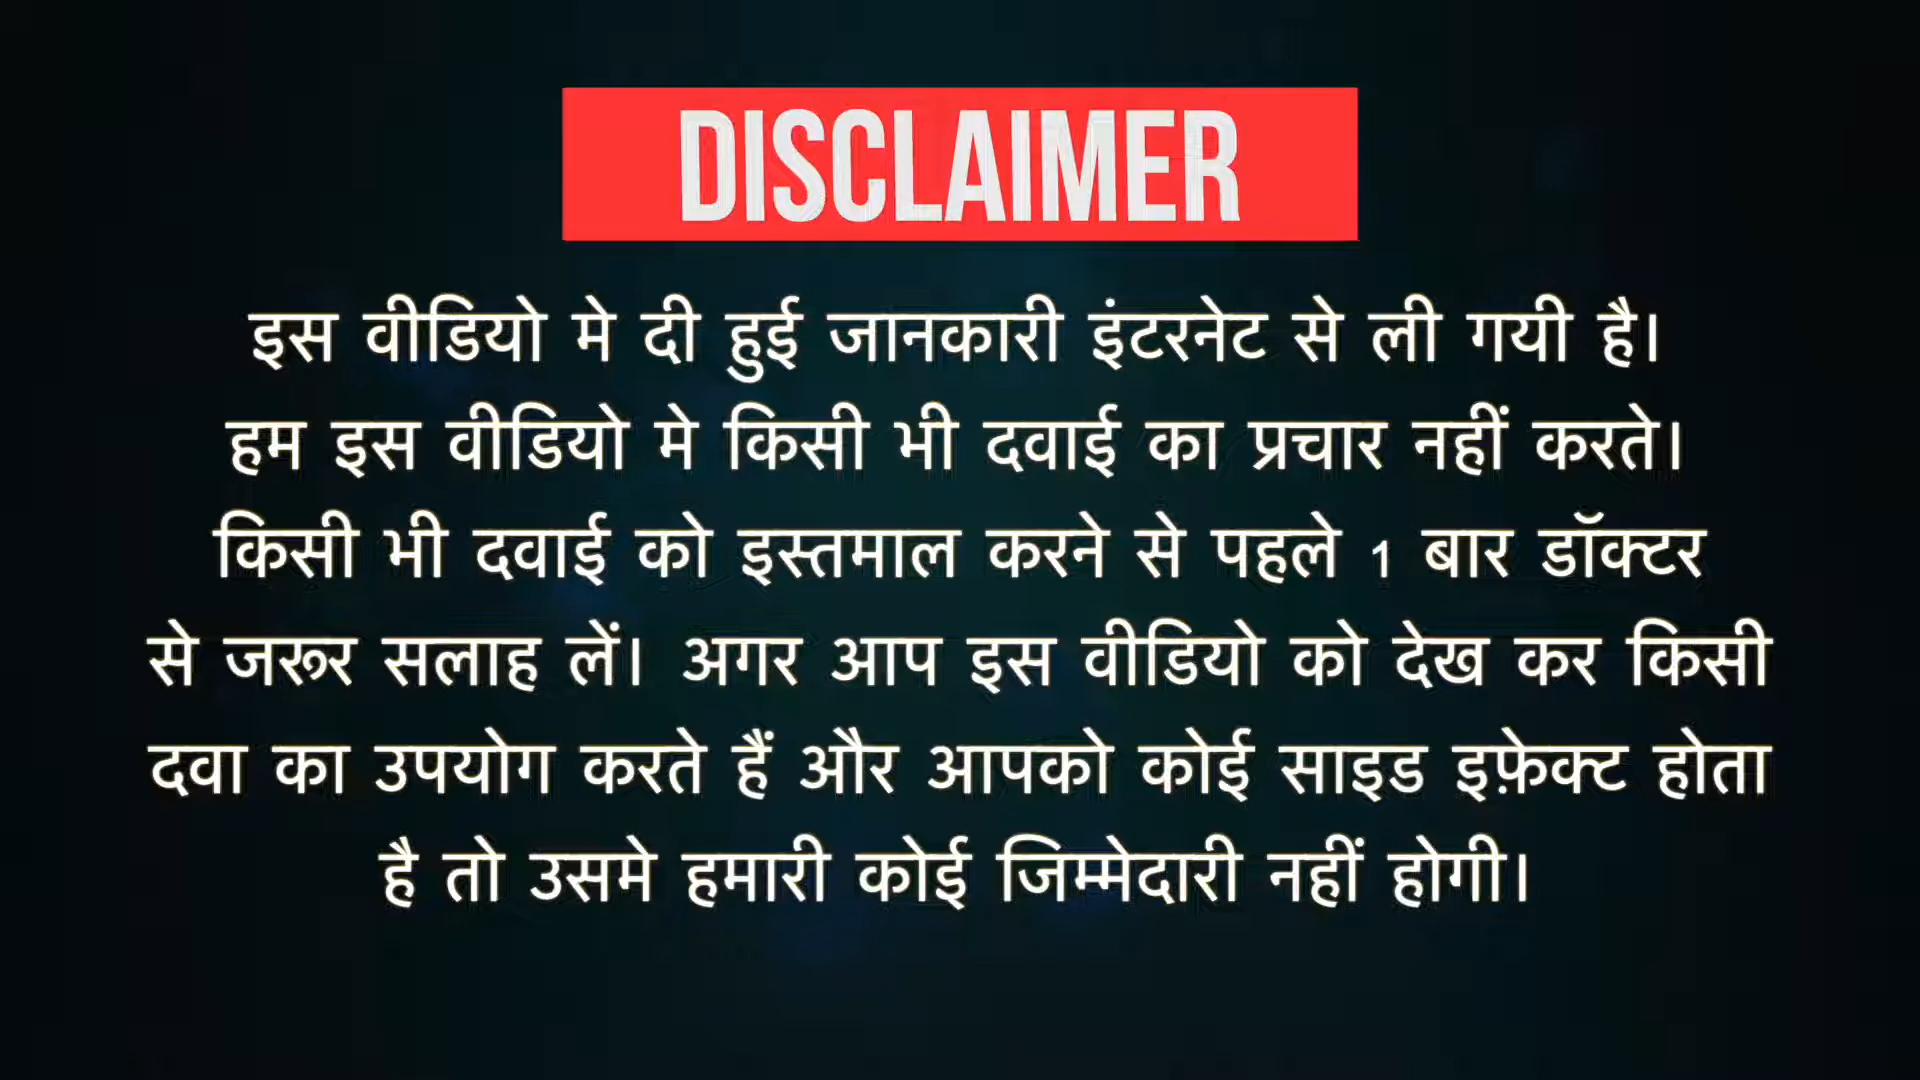 DISCLAIMER
इस वीडियो मे दी हुई जानकारी इंटरनेट से ली गयी है।
हम इस वीडियो मे किसी भी दवाई का प्रचार नहीं करते।
किसी भी दवाई को इस्तमाल करने से पहले 1 बार डॉक्टर
से जरूर सलाह लें। अगर आप इस वीडियो को देख कर किसी
दवा का उपयोग करते हैं और आपको कोई साइड इफ़ेक्ट होता
है तो उसमे हमारी कोई जिम्मेदारी नहीं होगी।